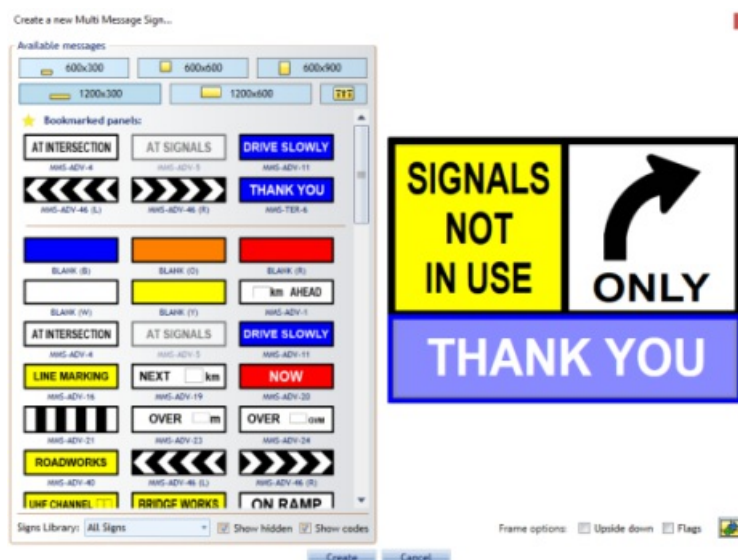 Create a new Multi Message Sign...
Available messages
600x300
600x600
600x900
1200x300
1200x600
Bookmarked panels:
AT INTERSECTION
AT SIGNALS
DRIVE SLOWLY
MMS-ADV-4
MMS-ADV-5
MMS-ADV-11
THANK YOU
MMS-ADV-46 (L)
MMS-ADV-46 (R)
MMS-TER-6
BLANK (B)
BLANK (O)
BLANK (R)
km AHEAD
BLANK (W)
BLANK (Y)
MMS-ADV-1
AT INTERSECTION
AT SIGNALS
DRIVE SLOWLY
MMS-ADV-4
MMS-ADV-5
MMS-ADV-11
LINE MARKING
NEXT km
NOW
MMS-ADV-16
MMS-ADV-19
MMS-ADV-20
OVER m
OVER GVM
MMS-ADV-21
MMS-ADV-23
MMS-ADV-24
ROADWORKS
MMS-ADV-40
MMS-ADV-46 (L)
MMS-ADV-46 (R)
UHF CHANNEL
BRIDGE WORKS
ON RAMP
Signs Library: All Signs
Show hidden
Show codes
Create
Cancel
SIGNALS
NOT
IN USE
ONLY
THANK YOU
Frame options:
Upside down
Flags